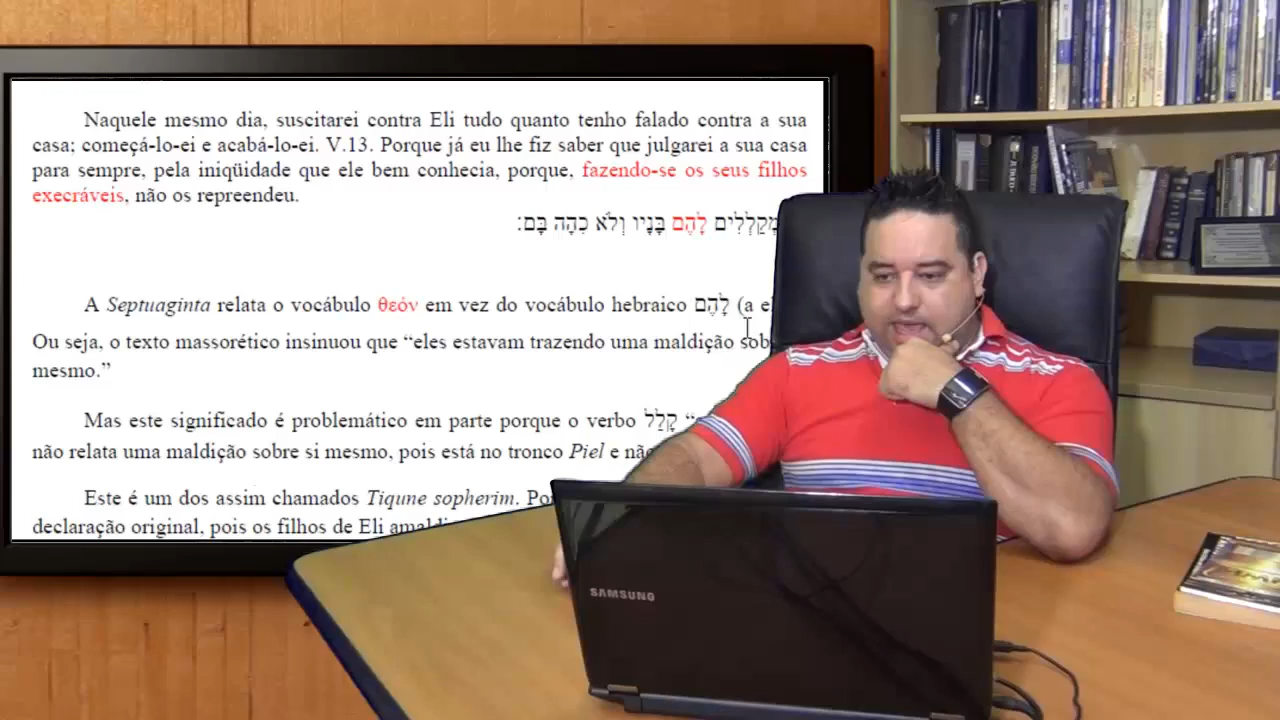 Naquele mesmo dia, suscitarei contra Eli tudo quanto tenho falado contra a sua
casa; começá-lo-ei e acabá-lo-ei. V.13. Porque já eu lhe fiz saber que julgarei a sua casa
para sempre, pela iniqüidade que ele bem conhecia, porque, fazendo-se os seus filhos
execráveis, não os repreendeu.
מְקַלְלִים לָהֶם בָּנָיו וְלֹא כִהָה בָּם׃
A Septuaginta relata o vocábulo θεόν em vez do vocábulo hebraico לָהֶם (a
Ou seja, o texto massorético insinuou que “eles estavam trazendo uma maldição
mesmo.”
Mas este significado é problemático em parte porque o verbo קָלַל
não relata uma maldição sobre si mesmo, pois está no tronco Piel e
Este é um dos assim chamados Tiqune sopherim.
declaração original, pois os filhos de Eli
SAMSUNG